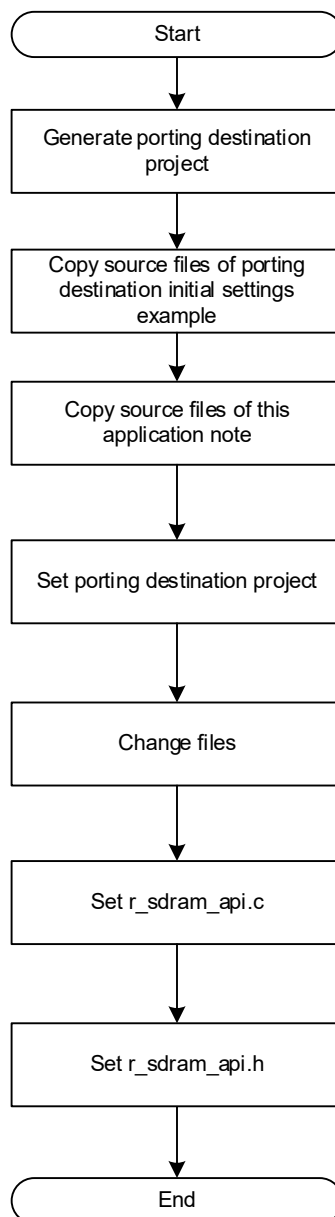 Start
Generate porting destination
project
Copy source files of porting
destination initial settings
example
Copy source files of this
application note
Set porting destination project
Change files
Set r_sdram_api.c
Set r_sdram_api.h
End